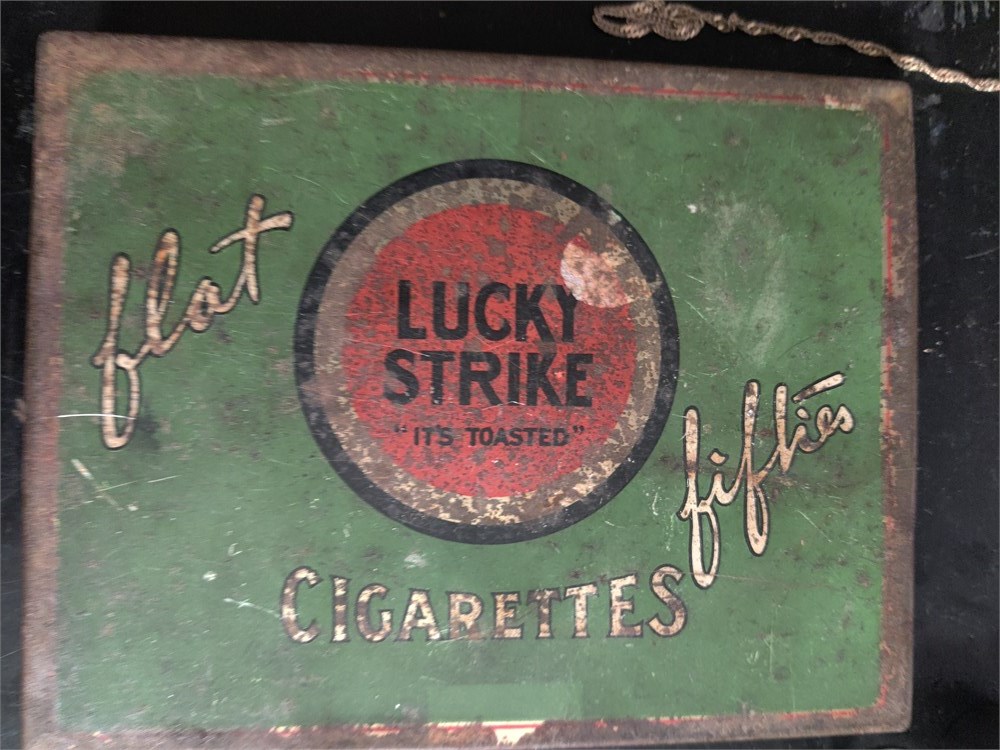 flat
LUCKY
STRIKE
"IT'S TOASTED"
fifties
CIGARETTES